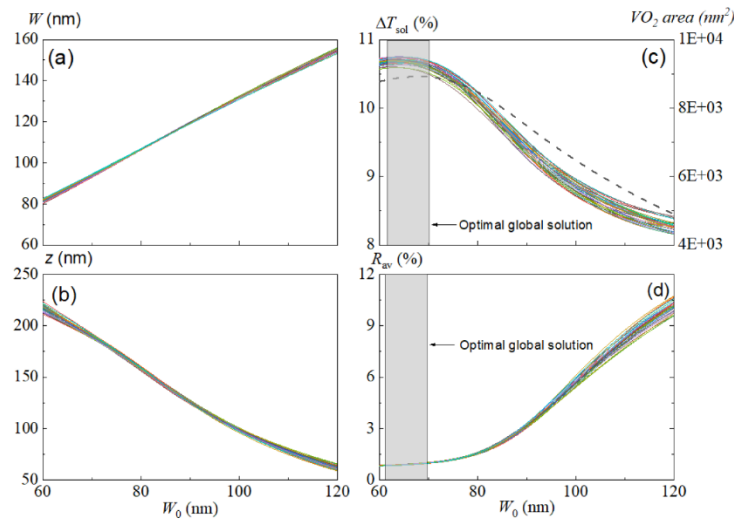 W (nm)
160
140
120
100
80
60
(a)
ΔT_sol (%)
VO₂ area (nm²)
11
10
9
8
1E+04
8E+03
6E+03
4E+03
(c)
Optimal global solution
z (nm)
250
200
150
100
50
(b)
60
80
100
120
W₀ (nm)
R_av (%)
12
9
6
3
0
(d)
Optimal global solution
60
80
100
120
W₀ (nm)